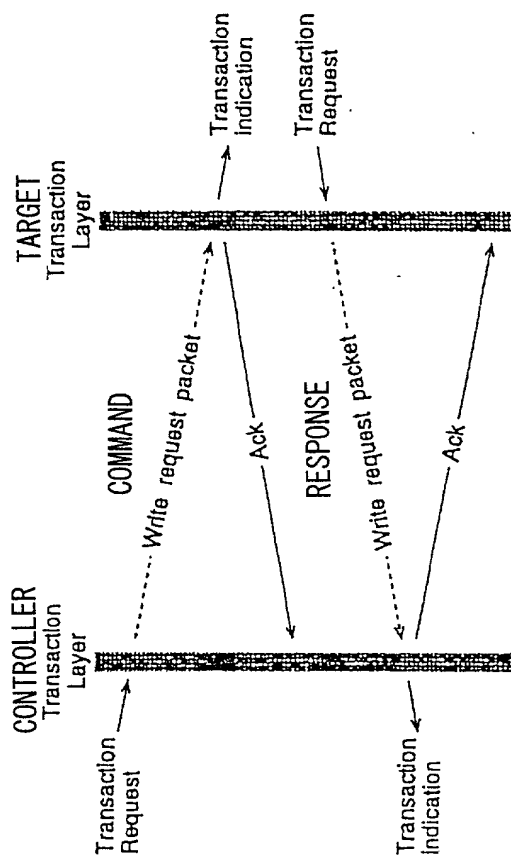 CONTROLLER
Transaction
Layer
TARGET
Transaction
Layer
Transaction
Request
COMMAND
Write request packet
Transaction
Indication
Ack
Transaction
Request
RESPONSE
Write request packet
Transaction
Indication
Ack